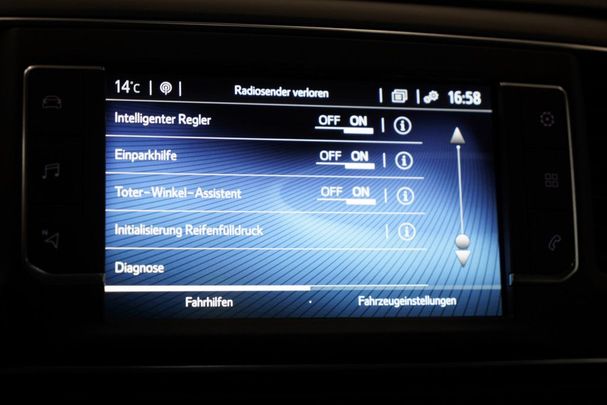 14°C Radiosender verloren 16:58
Intelligenter Regler OFF ON
Einparkhilfe OFF ON
Toter-Winkel-Assistent OFF ON
Initialisierung Reifenfülldruck
Diagnose
Fahrhilfen Fahrzeugeinstellungen
N